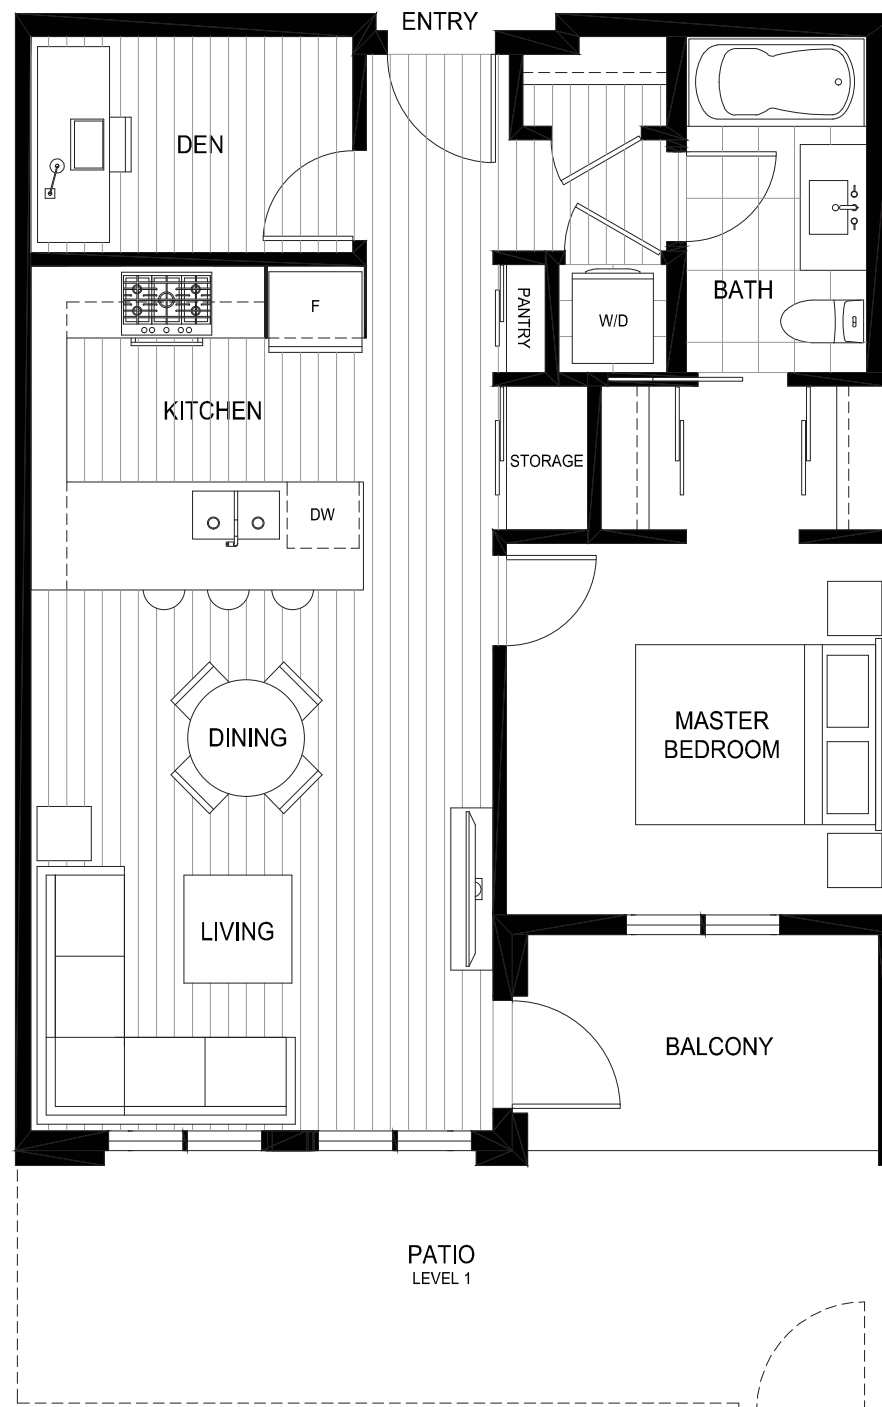 ENTRY
DEN
BATH
F
PANTRY
W/D
KITCHEN
STORAGE
DW
MASTER
BEDROOM
DINING
LIVING
BALCONY
PATIO
LEVEL 1